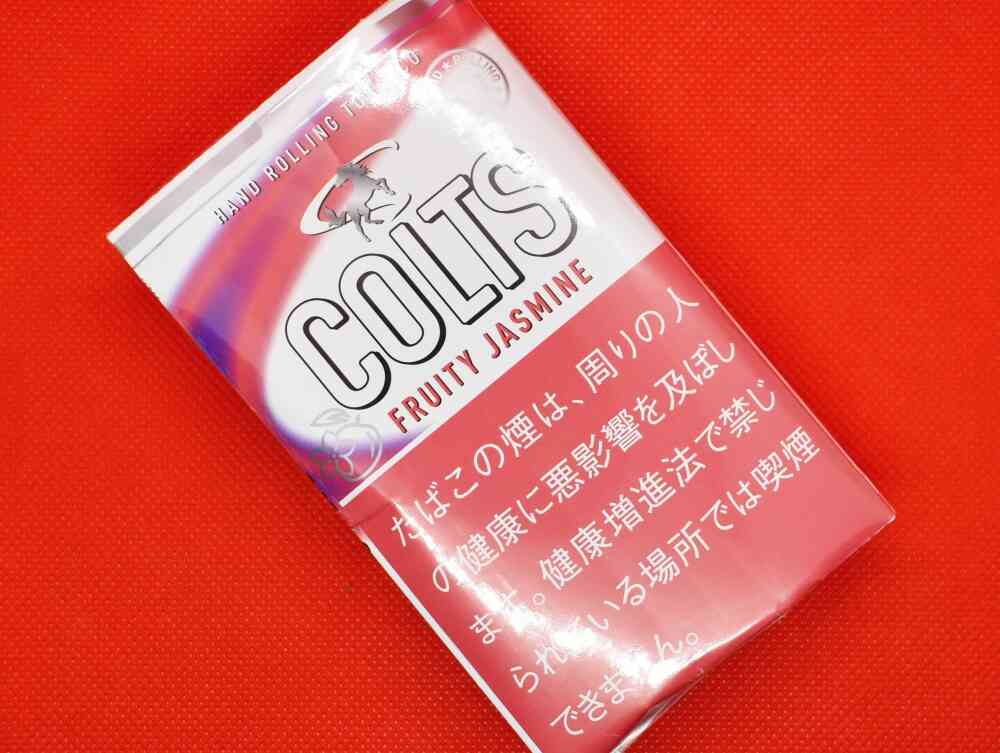 HAND ROLLING TOBACCO
COLTS
FRUITY JASMINE
たばこの煙は、周りの人
の健康に悪影響を及ぼし
ます。健康増進法で禁じ
られている場所では喫煙
できません。